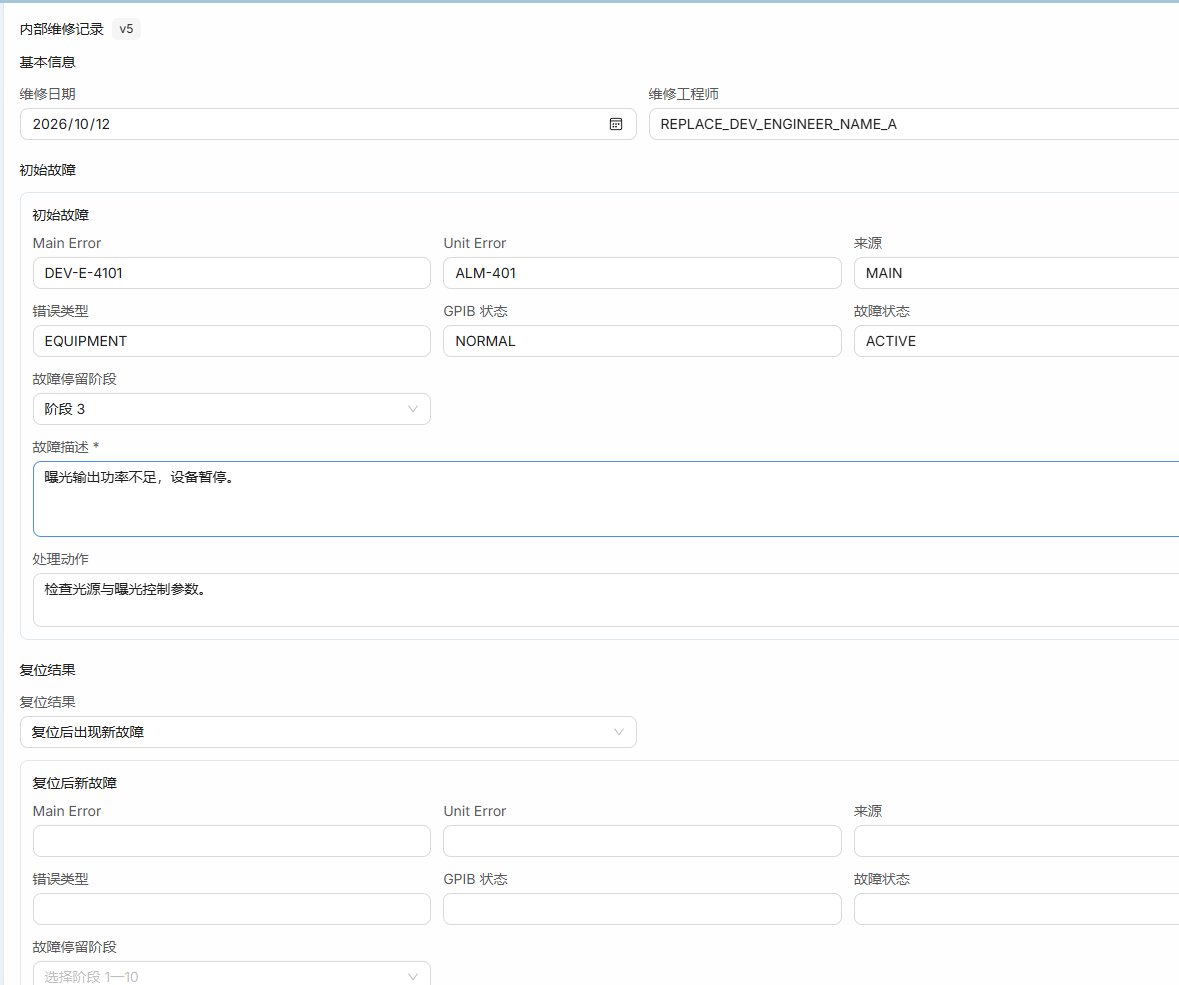 内部维修记录 v5
基本信息
维修日期 维修工程师
2026/10/12 REPLACE_DEV_ENGINEER_NAME_A
初始故障
初始故障
Main Error Unit Error 来源
DEV-E-4101 ALM-401 MAIN
错误类型 GPIB 状态 故障状态
EQUIPMENT NORMAL ACTIVE
故障停留阶段
阶段 3
故障描述 *
曝光输出功率不足，设备暂停。
处理动作
检查光源与曝光控制参数。
复位结果
复位结果
复位后出现新故障
复位后新故障
Main Error Unit Error 来源
错误类型 GPIB 状态 故障状态
故障停留阶段
选择阶段 1—10